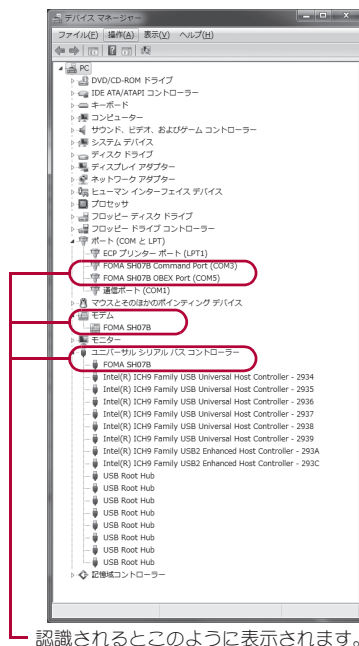 デバイス マネージャー
ファイル(F) 操作(A) 表示(V) ヘルプ(H)
PC
DVD/CD-ROM ドライブ
IDE ATA/ATAPI コントローラー
キーボード
コンピューター
サウンド、ビデオ、およびゲーム コントローラー
システム デバイス
ディスク ドライブ
ディスプレイ アダプター
ネットワーク アダプター
ヒューマン インターフェイス デバイス
プロセッサ
フロッピー ディスク ドライブ
フロッピー ドライブ コントローラー
ポート (COM と LPT)
ECP プリンター ポート (LPT1)
FOMA SH07B Command Port (COM3)
FOMA SH07B OBEX Port (COM5)
通信ポート (COM1)
マウスとそのほかのポインティング デバイス
モデム
FOMA SH07B
モニター
ユニバーサル シリアル バス コントローラー
FOMA SH07B
Intel(R) ICH9 Family USB Universal Host Controller - 2934
Intel(R) ICH9 Family USB Universal Host Controller - 2935
Intel(R) ICH9 Family USB Universal Host Controller - 2936
Intel(R) ICH9 Family USB Universal Host Controller - 2937
Intel(R) ICH9 Family USB Universal Host Controller - 2938
Intel(R) ICH9 Family USB Universal Host Controller - 2939
Intel(R) ICH9 Family USB2 Enhanced Host Controller - 293A
Intel(R) ICH9 Family USB2 Enhanced Host Controller - 293C
USB Root Hub
USB Root Hub
USB Root Hub
USB Root Hub
USB Root Hub
USB Root Hub
USB Root Hub
USB Root Hub
記憶域コントローラー
認識されるとこのように表示されます。